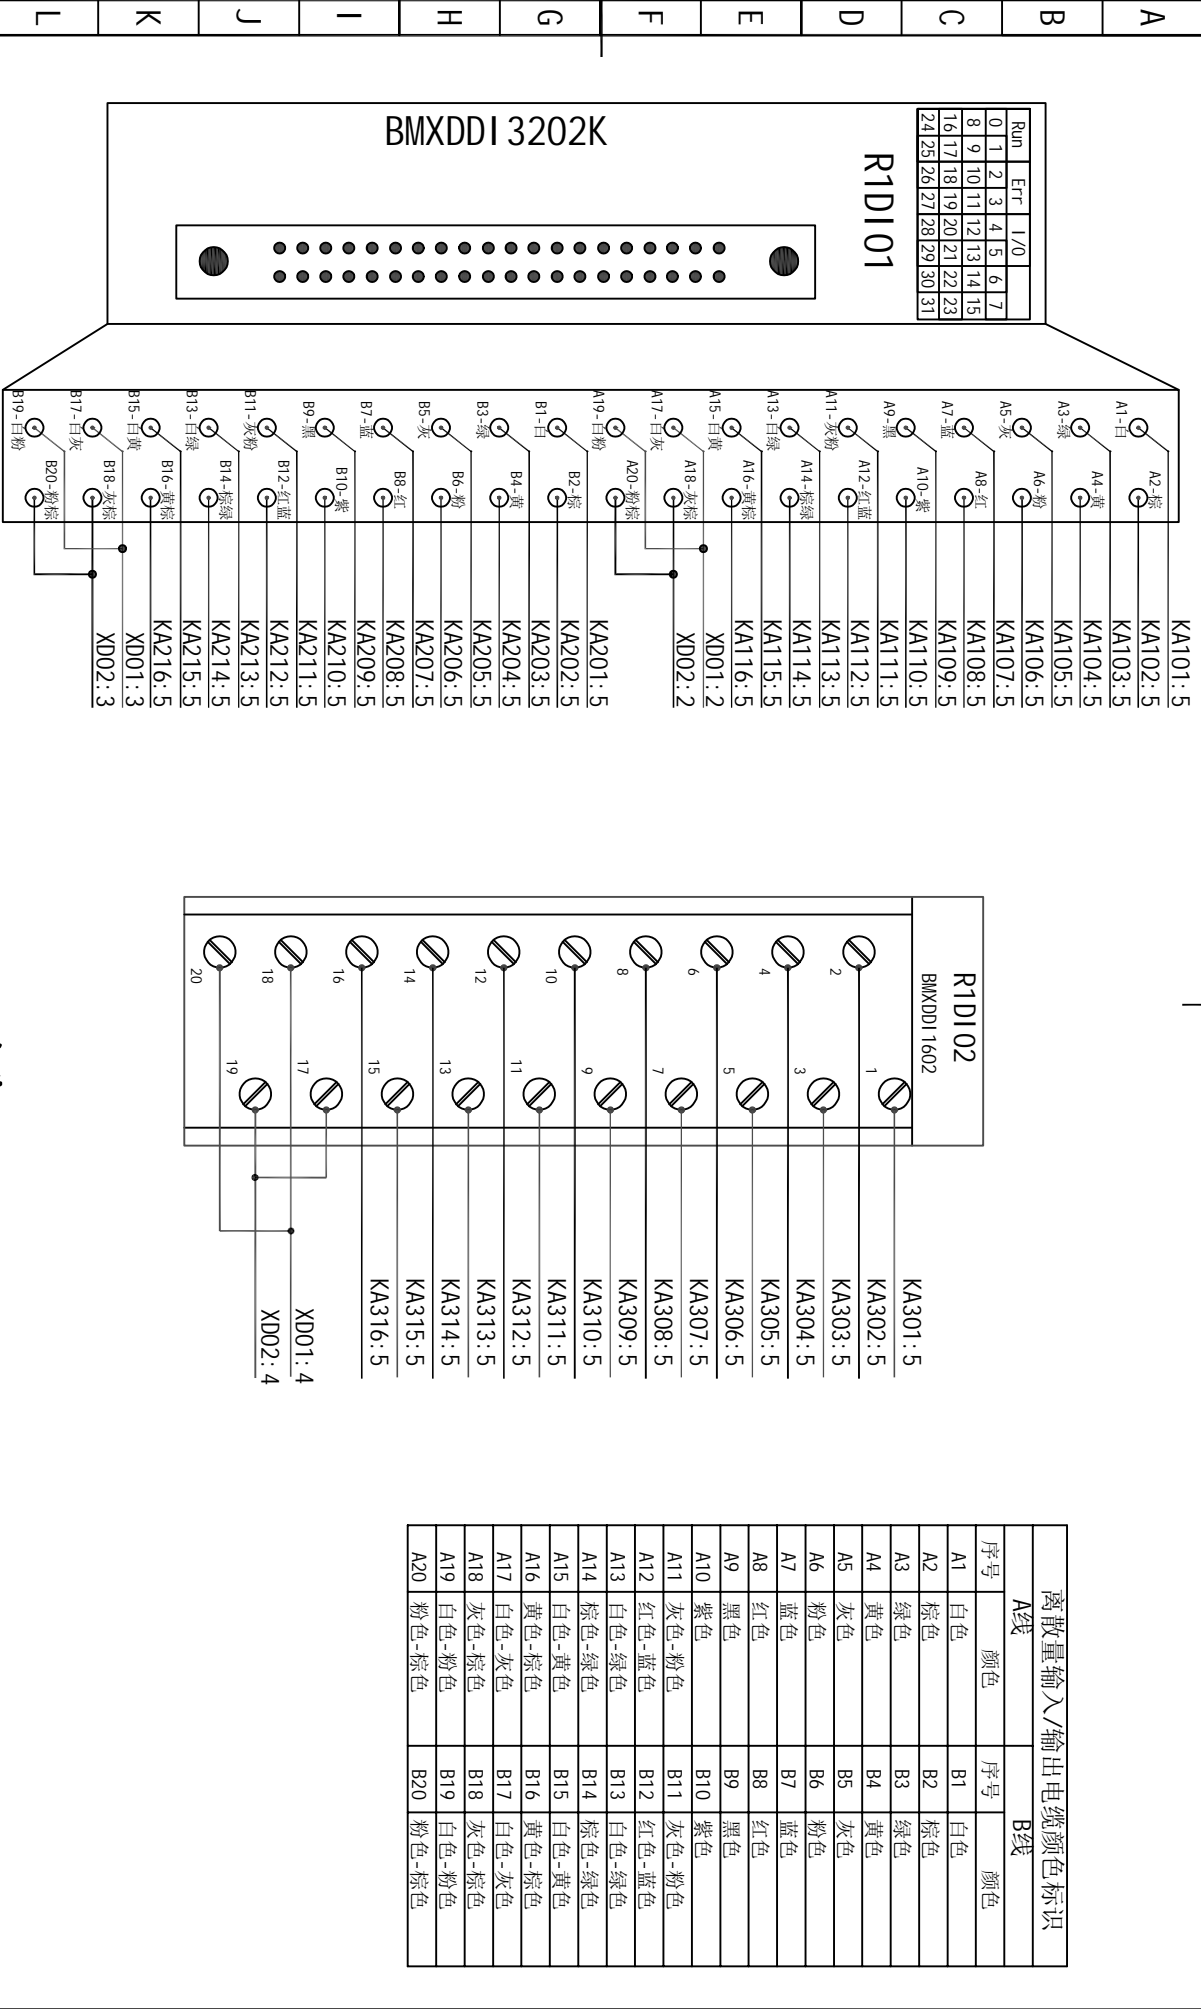 A
B
C
D
E
F
G
H
I
J
K
L
BMXDDI3202K
R1DI01
Run Err I/O
0 1 2 3 4 5 6 7
8 9 10 11 12 13 14 15
16 17 18 19 20 21 22 23
24 25 26 27 28 29 30 31
A1-白
A2-棕
A3-绿
A4-黄
A5-灰
A6-粉
A7-蓝
A8-红
A9-黑
A10-紫
A11-灰粉
A12-红蓝
A13-白绿
A14-棕绿
A15-白黄
A16-黄棕
A17-白灰
A18-灰棕
A19-白粉
A20-粉棕
B1-白
B2-棕
B3-绿
B4-黄
B5-灰
B6-粉
B7-蓝
B8-红
B9-黑
B10-紫
B11-灰粉
B12-红蓝
B13-白绿
B14-棕绿
B15-白黄
B16-黄棕
B17-白灰
B18-灰棕
B19-白粉
B20-粉棕
KA101:5
KA102:5
KA103:5
KA104:5
KA105:5
KA106:5
KA107:5
KA108:5
KA109:5
KA110:5
KA111:5
KA112:5
KA113:5
KA114:5
KA115:5
KA116:5
XD01:2
XD02:2
KA201:5
KA202:5
KA203:5
KA204:5
KA205:5
KA206:5
KA207:5
KA208:5
KA209:5
KA210:5
KA211:5
KA212:5
KA213:5
KA214:5
KA215:5
KA216:5
XD01:3
XD02:3
R1DI02
BMXDDI1602
1
2
3
4
5
6
7
8
9
10
11
12
13
14
15
16
17
18
19
20
KA301:5
KA302:5
KA303:5
KA304:5
KA305:5
KA306:5
KA307:5
KA308:5
KA309:5
KA310:5
KA311:5
KA312:5
KA313:5
KA314:5
KA315:5
KA316:5
XD01:4
XD02:4
离散量输入/输出电缆颜色标识
A线 B线
序号 颜色 序号 颜色
A1 白色 B1 白色
A2 棕色 B2 棕色
A3 绿色 B3 绿色
A4 黄色 B4 黄色
A5 灰色 B5 灰色
A6 粉色 B6 粉色
A7 蓝色 B7 蓝色
A8 红色 B8 红色
A9 黑色 B9 黑色
A10 紫色 B10 紫色
A11 灰色-粉色 B11 灰色-粉色
A12 红色-蓝色 B12 红色-蓝色
A13 白色-绿色 B13 白色-绿色
A14 棕色-绿色 B14 棕色-绿色
A15 白色-黄色 B15 白色-黄色
A16 黄色-棕色 B16 黄色-棕色
A17 白色-灰色 B17 白色-灰色
A18 灰色-棕色 B18 灰色-棕色
A19 白色-粉色 B19 白色-粉色
A20 粉色-棕色 B20 粉色-棕色